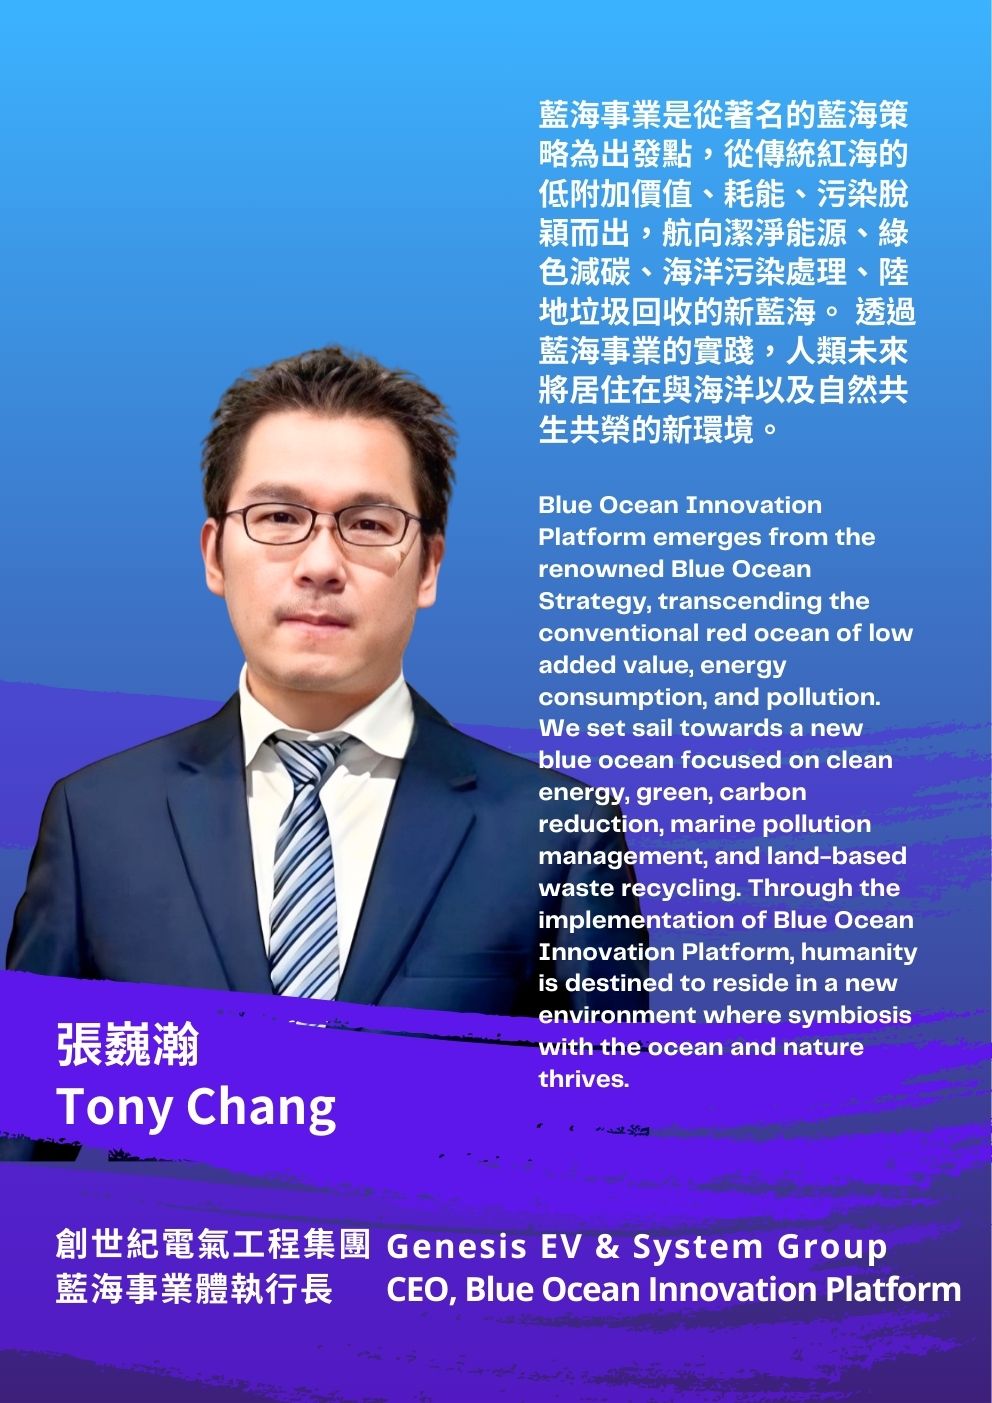 藍海事業是從著名的藍海策
略為出發點，從傳統紅海的
低附加價值、耗能、污染脫
穎而出，航向潔淨能源、綠
色減碳、海洋污染處理、陸
地垃圾回收的新藍海。 透過
藍海事業的實踐，人類未來
將居住在與海洋以及自然共
生共榮的新環境。
Blue Ocean Innovation
Platform emerges from the
renowned Blue Ocean
Strategy, transcending the
conventional red ocean of low
added value, energy
consumption, and pollution.
We set sail towards a new
blue ocean focused on clean
energy, green, carbon
reduction, marine pollution
management, and land-based
waste recycling. Through the
implementation of Blue Ocean
Innovation Platform, humanity
is destined to reside in a new
environment where symbiosis
with the ocean and nature
thrives.
張巍瀚
Tony Chang
創世紀電氣工程集團 Genesis EV & System Group
藍海事業體執行長 CEO, Blue Ocean Innovation Platform